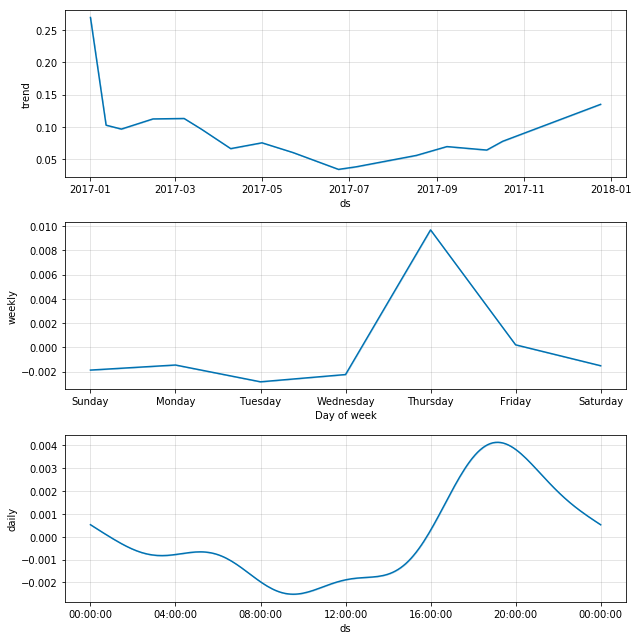 0.25
0.20
0.15
0.10
0.05
trend
2017-01 2017-03 2017-05 2017-07 2017-09 2017-11 2018-01
ds
0.010
0.008
0.006
0.004
0.002
0.000
−0.002
weekly
Sunday Monday Tuesday Wednesday Thursday Friday Saturday
Day of week
0.004
0.003
0.002
0.001
0.000
−0.001
−0.002
daily
00:00:00 04:00:00 08:00:00 12:00:00 16:00:00 20:00:00 00:00:00
ds